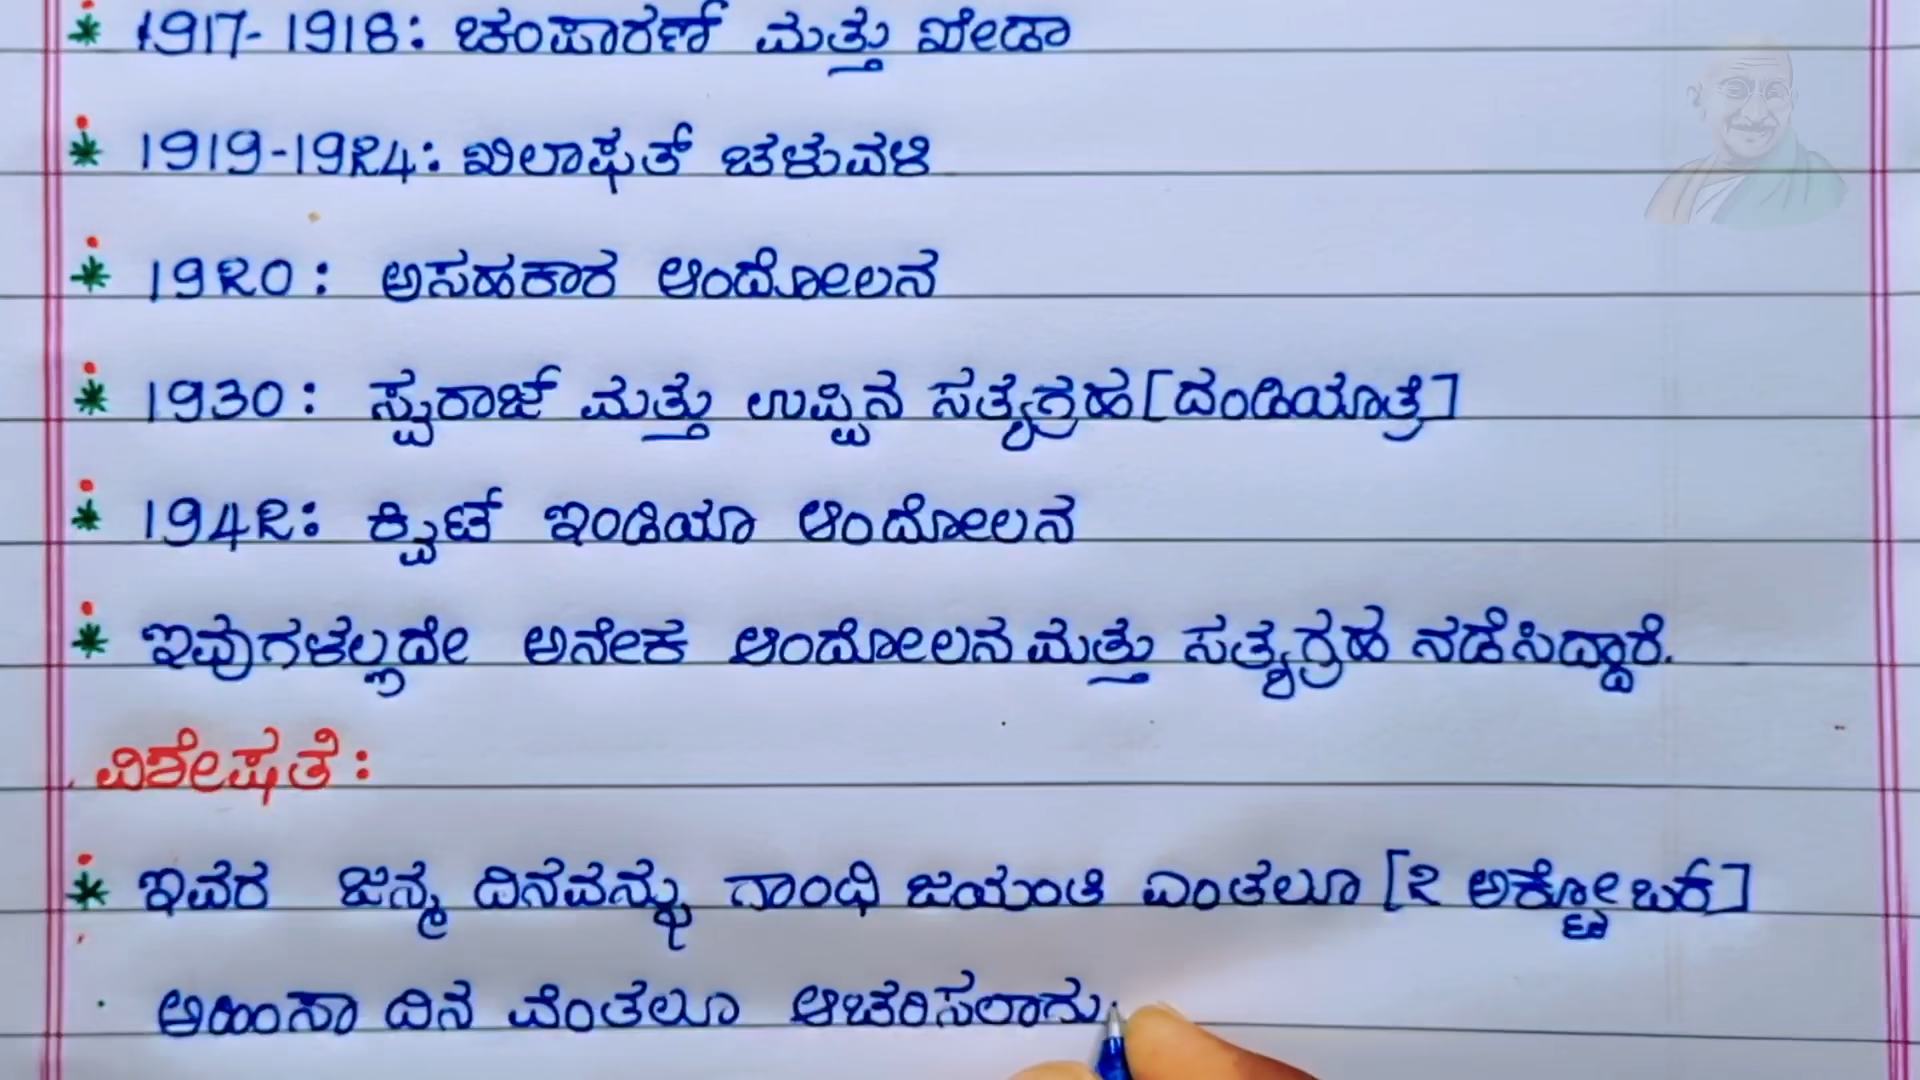 * 1917-1918: ಚಂಪಾರಣ್ ಮತ್ತು ಖೇಡಾ
* 1919-1924: ಖಿಲಾಫತ್ ಚಳುವಳಿ
* 1920: ಅಸಹಕಾರ ಆಂದೋಲನ
* 1930: ಸ್ವರಾಜ್ ಮತ್ತು ಉಪ್ಪಿನ ಸತ್ಯಗ್ರಹ [ದಂಡಿಯಾತ್ರೆ]
* 1942: ಕ್ವಿಟ್ ಇಂಡಿಯಾ ಆಂದೋಲನ
* ಇವುಗಳಲ್ಲದೇ ಅನೇಕ ಆಂದೋಲನ ಮತ್ತು ಸತ್ಯಗ್ರಹ ನಡೆಸಿದ್ದಾರೆ.
ವಿಶೇಷತೆ:
* ಇವರ ಜನ್ಮ ದಿನವನ್ನು ಗಾಂಧಿ ಜಯಂತಿ ಎಂತಲೂ [2 ಅಕ್ಟೋಬರ್]
ಅಹಿಂಸಾ ದಿನ ವೆಂತಲೂ ಆಚರಿಸಲಾಗು